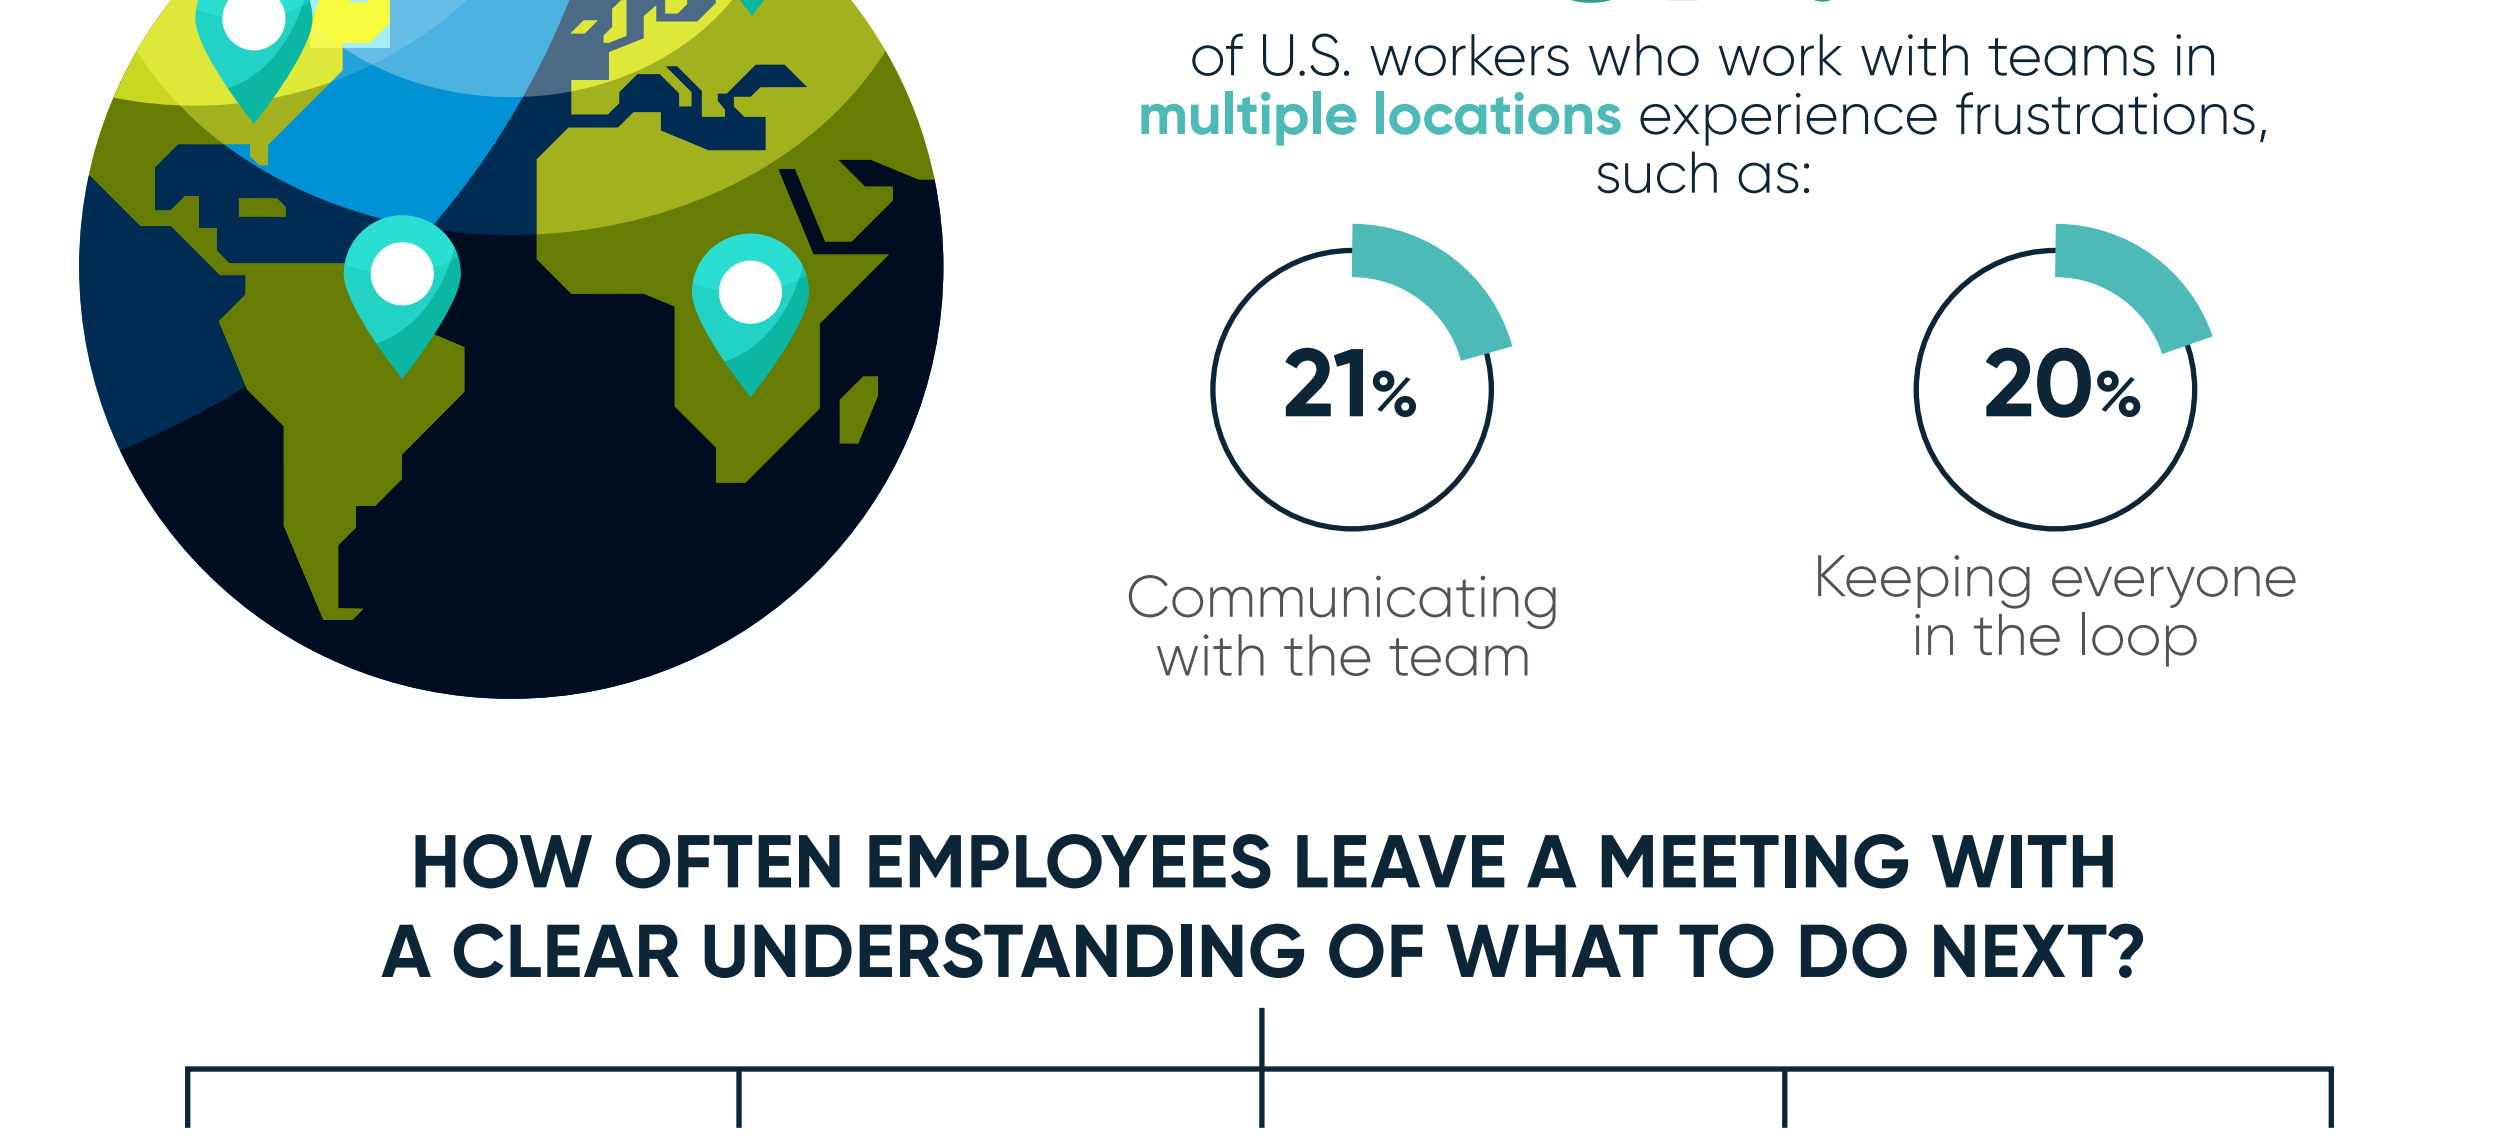 of U.S. workers who work with teams in
multiple locations experience frustrations,
such as:
21%
20%
Communicating
with the team
Keeping everyone
in the loop
HOW OFTEN EMPLOYEES LEAVE A MEETING WITH
A CLEAR UNDERSTANDING OF WHAT TO DO NEXT?